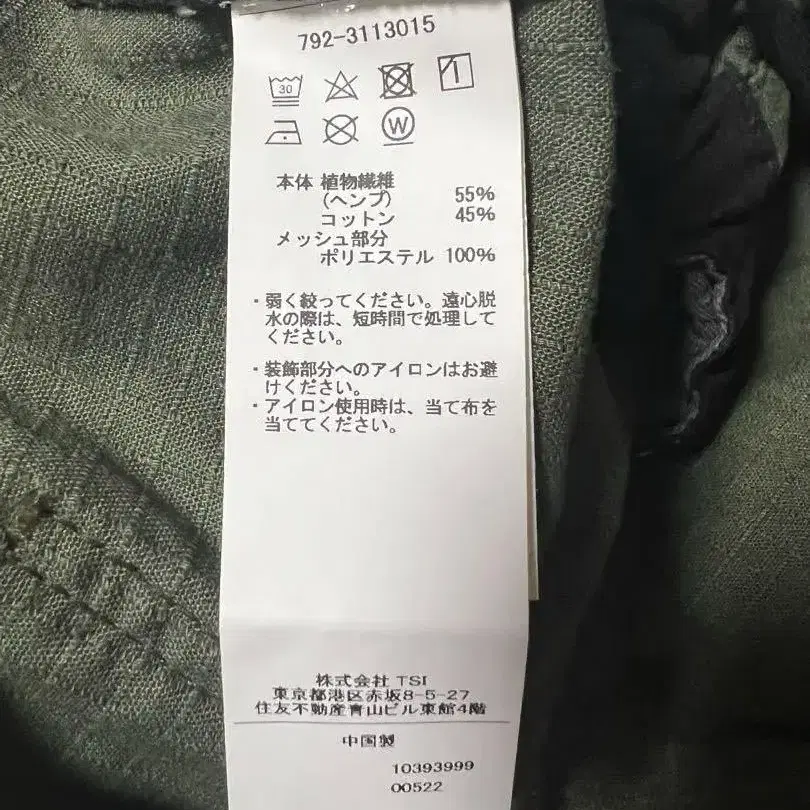 792-3113015
30
W
本体 植物繊維
(ヘンプ) 55%
コットン 45%
メッシュ部分
ポリエステル 100%
・弱く絞ってください。遠心脱
水の際は、短時間で処理して
ください。
・装飾部分へのアイロンはお避
けください。
・アイロン使用時は、当て布を
当ててください。
株式会社 TSI
東京都港区赤坂8-5-27
住友不動産青山ビル東館4階
中国製
10393999
00522